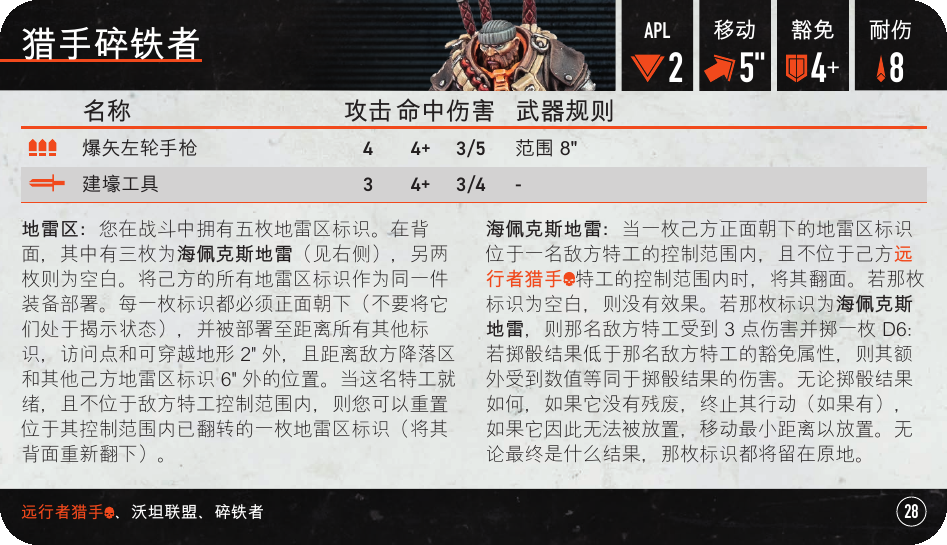 猎手碎铁者
APL 移动 豁免 耐伤
2 5" 4+ 8
名称 攻击 命中 伤害 武器规则
爆矢左轮手枪 4 4+ 3/5 范围 8"
建壕工具 3 4+ 3/4 -
地雷区：您在战斗中拥有五枚地雷区标识。在背
面，其中有三枚为海佩克斯地雷（见右侧），另两
枚则为空白。将己方的所有地雷区标识作为同一件
装备部署。每一枚标识都必须正面朝下（不要将它
们处于揭示状态），并被部署至距离所有其他标
识，访问点和可穿越地形 2" 外，且距离敌方降落区
和其他己方地雷区标识 6" 外的位置。当这名特工就
绪，且不位于敌方特工控制范围内，则您可以重置
位于其控制范围内已翻转的一枚地雷区标识（将其
背面重新翻下）。
海佩克斯地雷：当一枚己方正面朝下的地雷区标识
位于一名敌方特工的控制范围内，且不位于己方远
行者猎手特工的控制范围内时，将其翻面。若那枚
标识为空白，则没有效果。若那枚标识为海佩克斯
地雷，则那名敌方特工受到 3 点伤害并掷一枚 D6:
若掷骰结果低于那名敌方特工的豁免属性，则其额
外受到数值等同于掷骰结果的伤害。无论掷骰结果
如何，如果它没有残废，终止其行动（如果有），
如果它因此无法被放置，移动最小距离以放置。无
论最终是什么结果，那枚标识都将留在原地。
远行者猎手、沃坦联盟、碎铁者
28